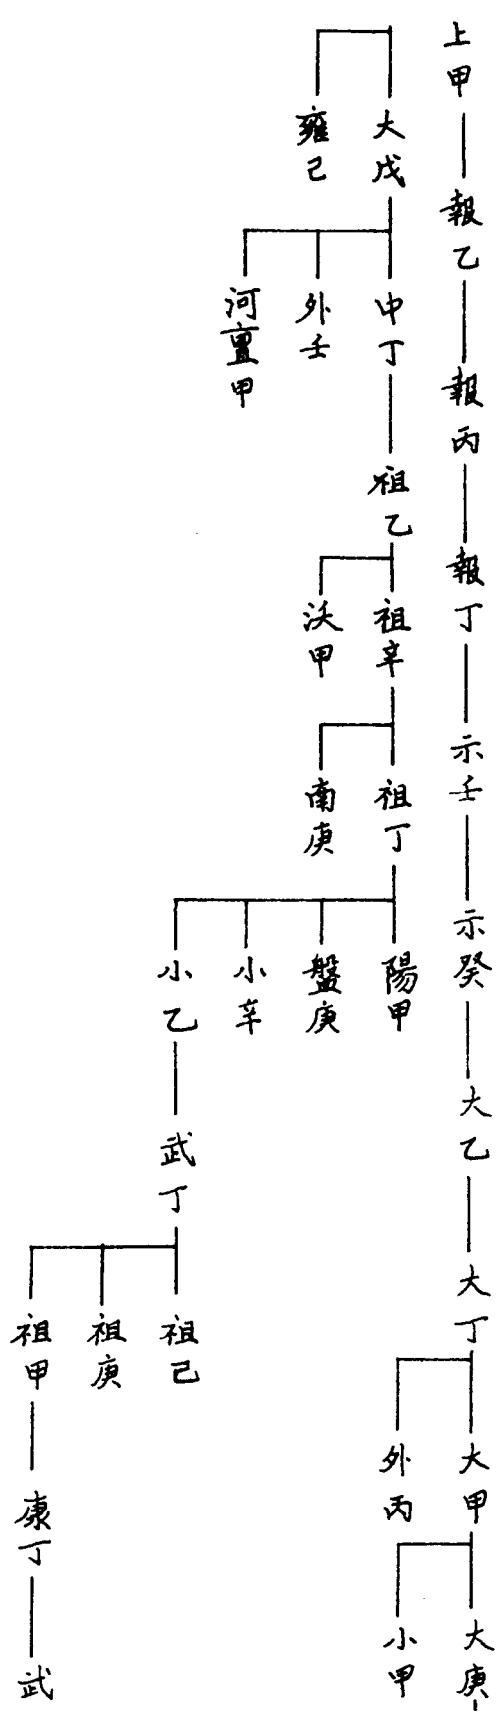 上甲
報乙
報丙
報丁
示壬
示癸
大乙
大丁
大甲
外丙
大庚
小甲
大戊
雍己
中丁
外壬
河亶甲
祖乙
祖辛
沃甲
祖丁
南庚
陽甲
盤庚
小辛
小乙
武丁
祖己
祖庚
祖甲
康丁
武